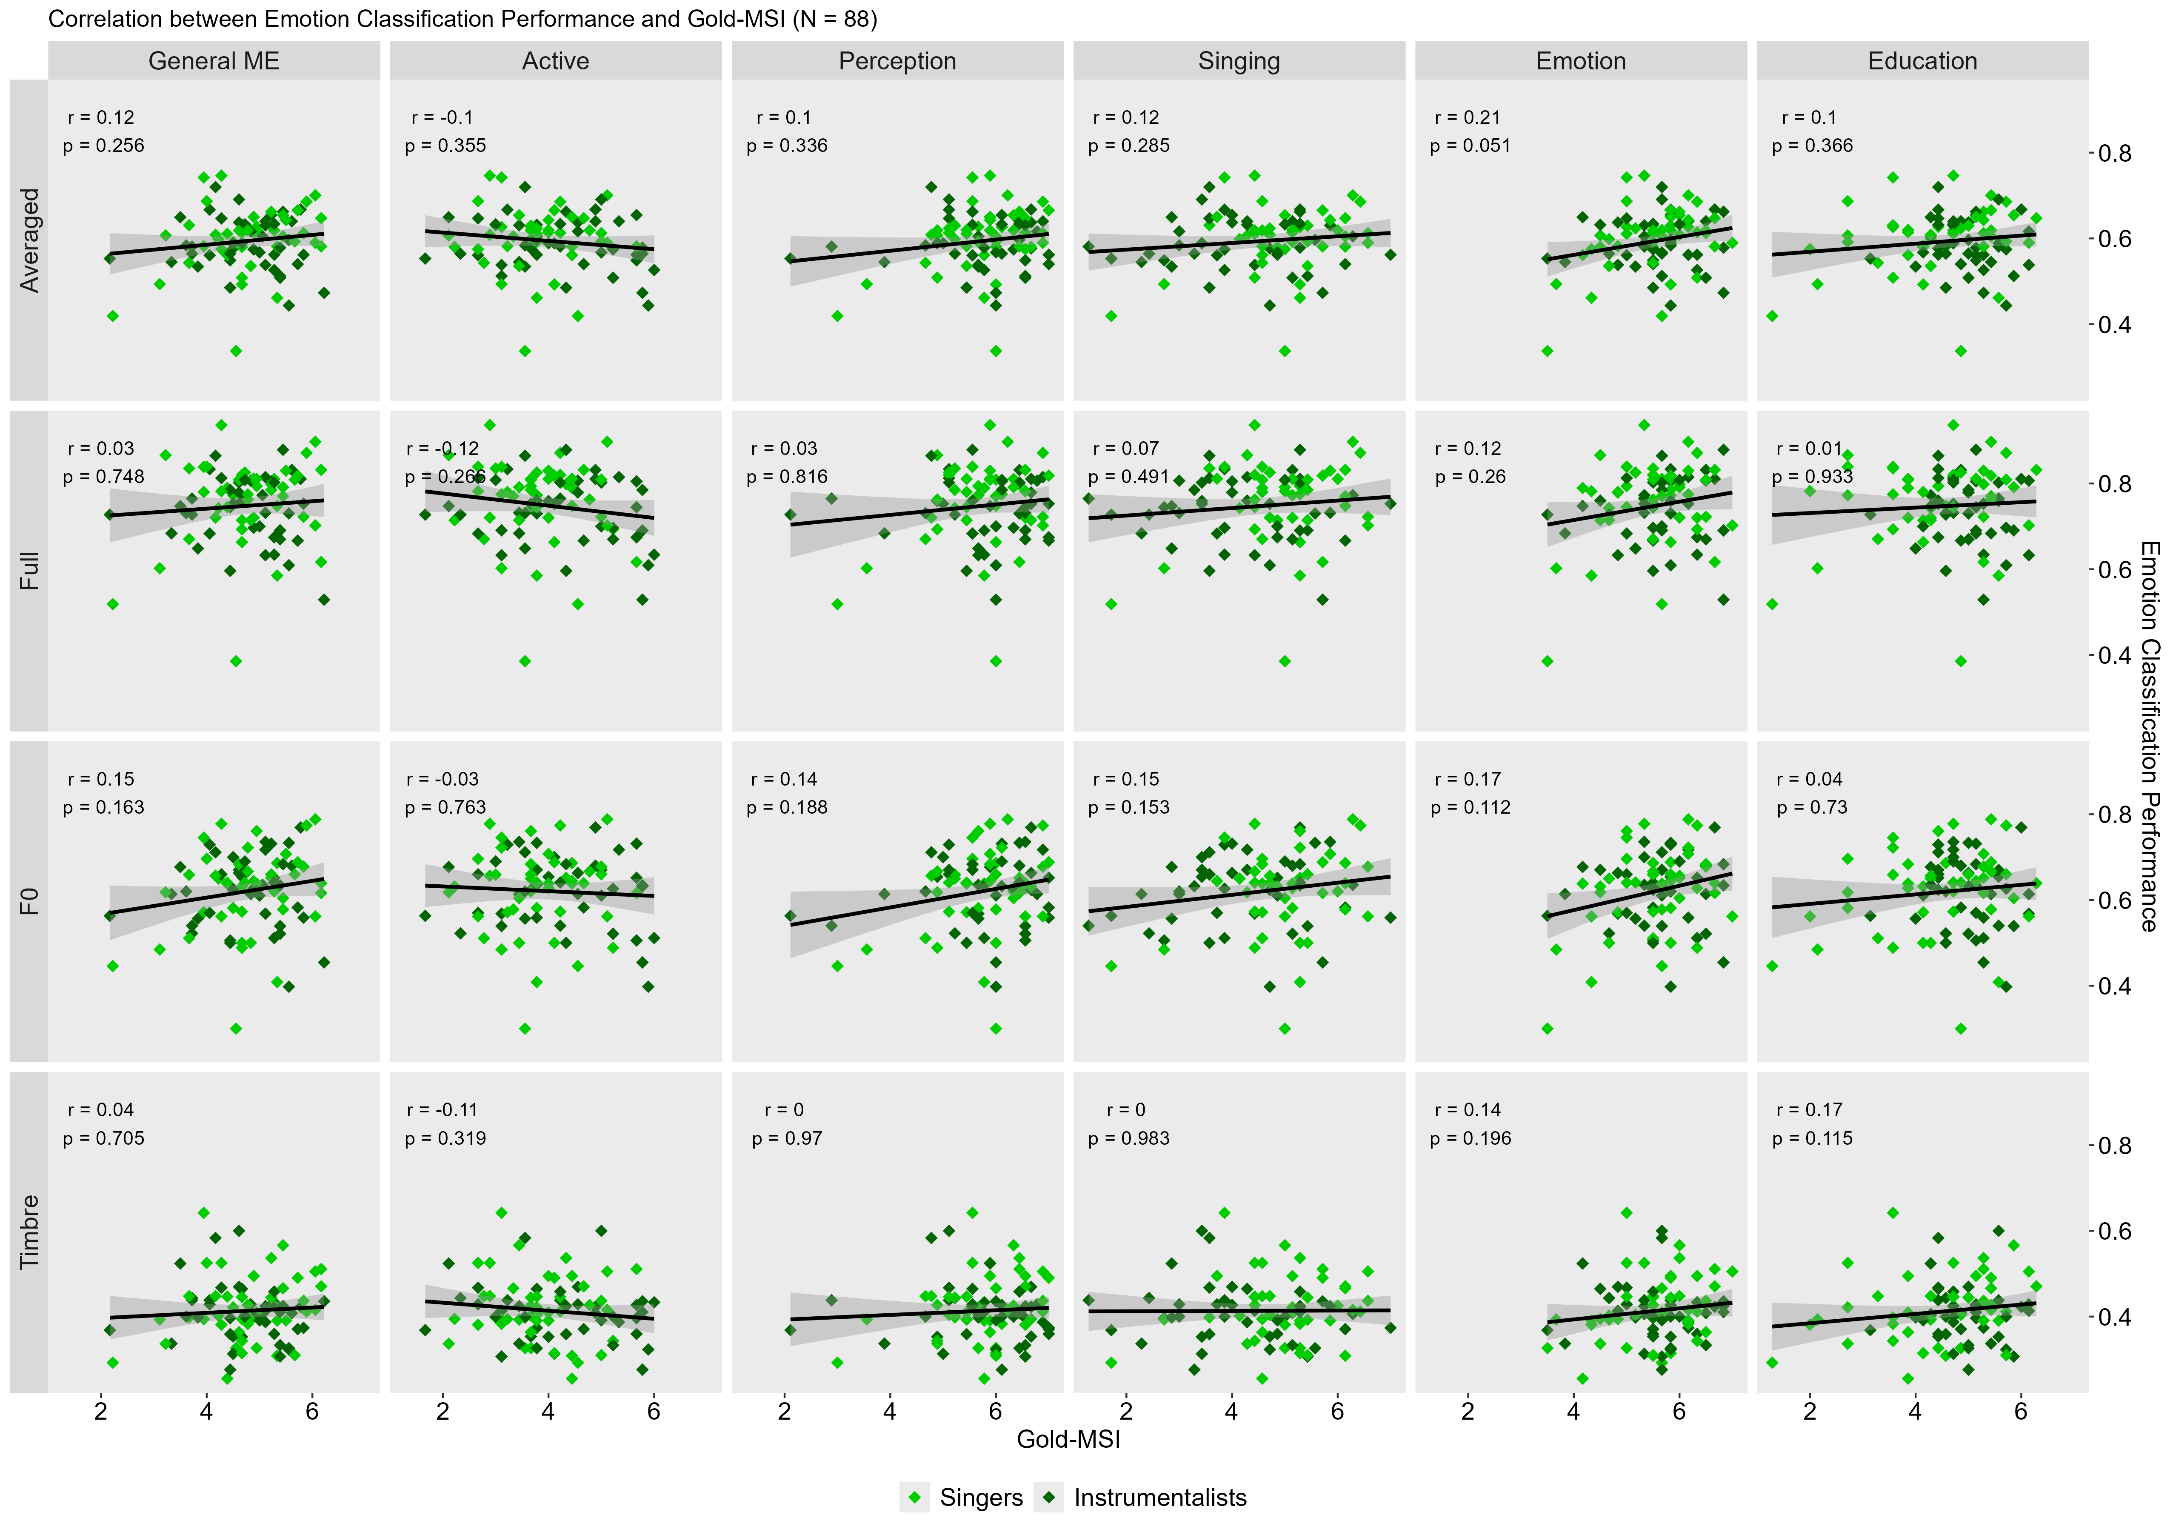 Correlation between Emotion Classification Performance and Gold-MSI (N = 88)
General ME
Active
Perception
Singing
Emotion
Education
Averaged
r = 0.12
p = 0.256
r = -0.1
p = 0.355
r = 0.1
p = 0.336
r = 0.12
p = 0.285
r = 0.21
p = 0.051
r = 0.1
p = 0.366
0.8
0.6
0.4
Full
r = 0.03
p = 0.748
r = -0.12
p = 0.266
r = 0.03
p = 0.816
r = 0.07
p = 0.491
r = 0.12
p = 0.26
r = 0.01
p = 0.933
0.8
0.6
0.4
F0
r = 0.15
p = 0.163
r = -0.03
p = 0.763
r = 0.14
p = 0.188
r = 0.15
p = 0.153
r = 0.17
p = 0.112
r = 0.04
p = 0.73
0.8
0.6
0.4
Timbre
r = 0.04
p = 0.705
r = -0.11
p = 0.319
r = 0
p = 0.97
r = 0
p = 0.983
r = 0.14
p = 0.196
r = 0.17
p = 0.115
0.8
0.6
0.4
Emotion Classification Performance
2 4 6
2 4 6
2 4 6
2 4 6
2 4 6
2 4 6
Gold-MSI
Singers
Instrumentalists